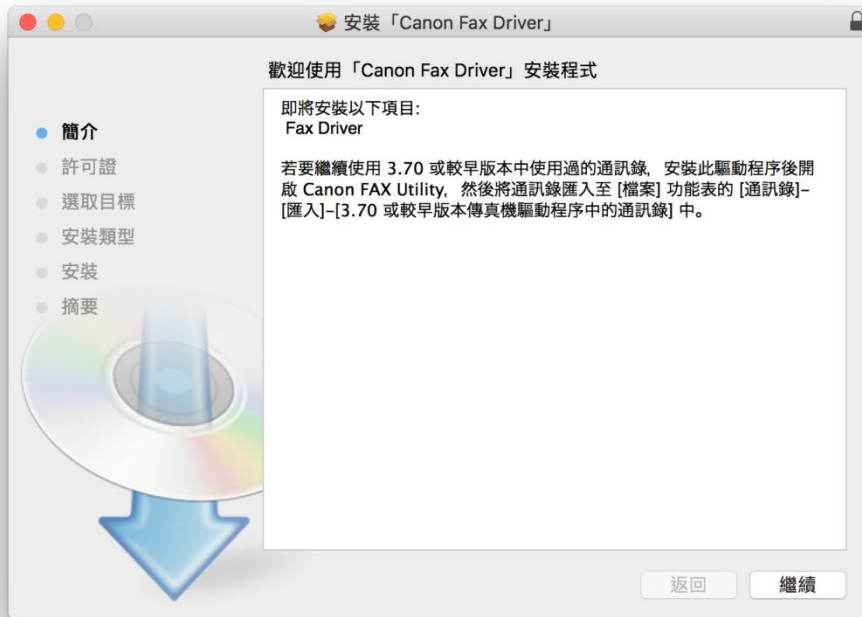 安裝「Canon Fax Driver」
歡迎使用「Canon Fax Driver」安裝程式
簡介
許可證
選取目標
安裝類型
安裝
摘要
即將安裝以下項目:
Fax Driver
若要繼續使用 3.70 或較早版本中使用過的通訊錄，安裝此驅動程序後開
啟 Canon FAX Utility，然後將通訊錄匯入至 [檔案] 功能表的 [通訊錄]-
[匯入]-[3.70 或較早版本傳真機驅動程序中的通訊錄] 中。
返回
繼續